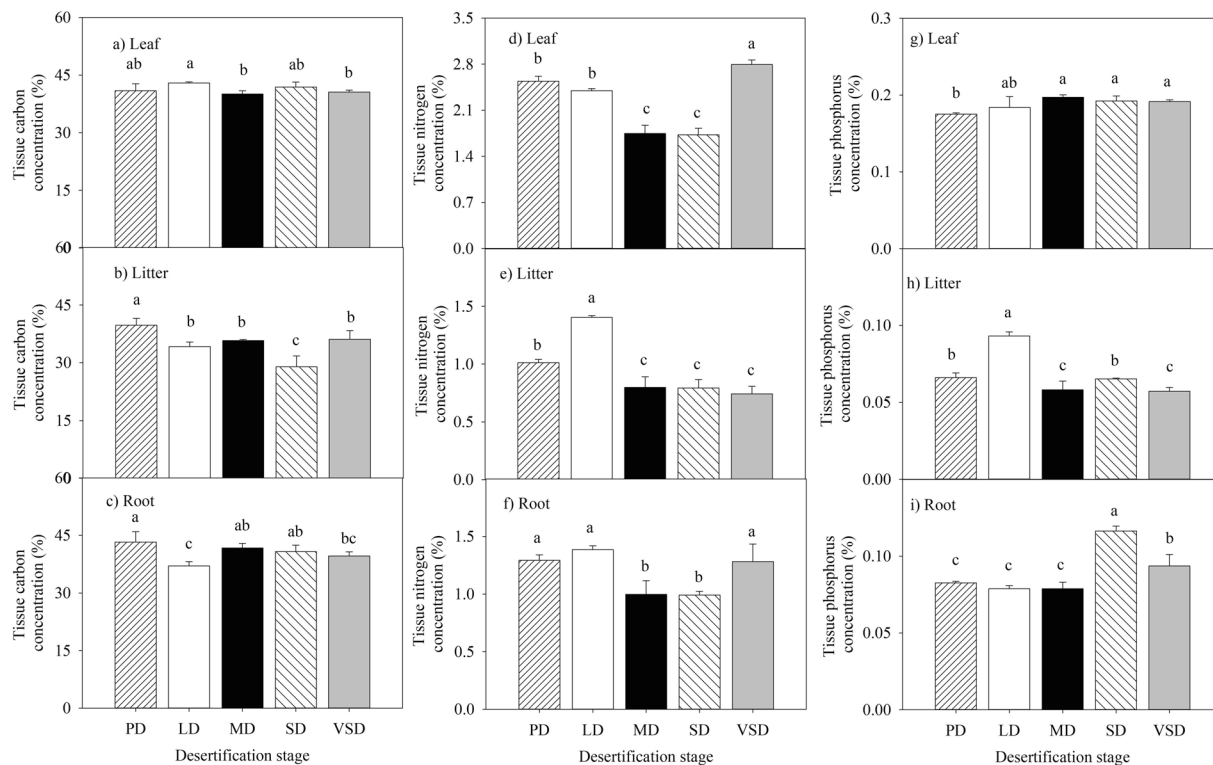 60
a) Leaf
ab
a
b
ab
b
45
30
15
60
0
Tissue carbon
concentration (%)
b) Litter
a
b
b
c
b
45
30
15
60
0
Tissue carbon
concentration (%)
c) Root
a
c
ab
ab
bc
45
30
15
0
Tissue carbon
concentration (%)
PD
LD
MD
SD
VSD
Desertification stage
3.5
d) Leaf
b
b
c
c
a
2.8
2.1
1.4
0.7
0.0
Tissue nitrogen
concentration (%)
e) Litter
b
a
c
c
c
1.5
1.0
0.5
0.0
Tissue nitrogen
concentration (%)
f) Root
a
a
b
b
a
1.5
1.0
0.5
0.0
Tissue nitrogen
concentration (%)
PD
LD
MD
SD
VSD
Desertification stage
0.3
g) Leaf
b
ab
a
a
a
0.2
0.1
0.0
Tissue phosphorus
concentration (%)
h) Litter
b
a
c
b
c
0.10
0.05
0.00
Tissue phosphorus
concentration (%)
i) Root
c
c
c
a
b
0.10
0.05
0.00
Tissue phosphorus
concentration (%)
PD
LD
MD
SD
VSD
Desertification stage